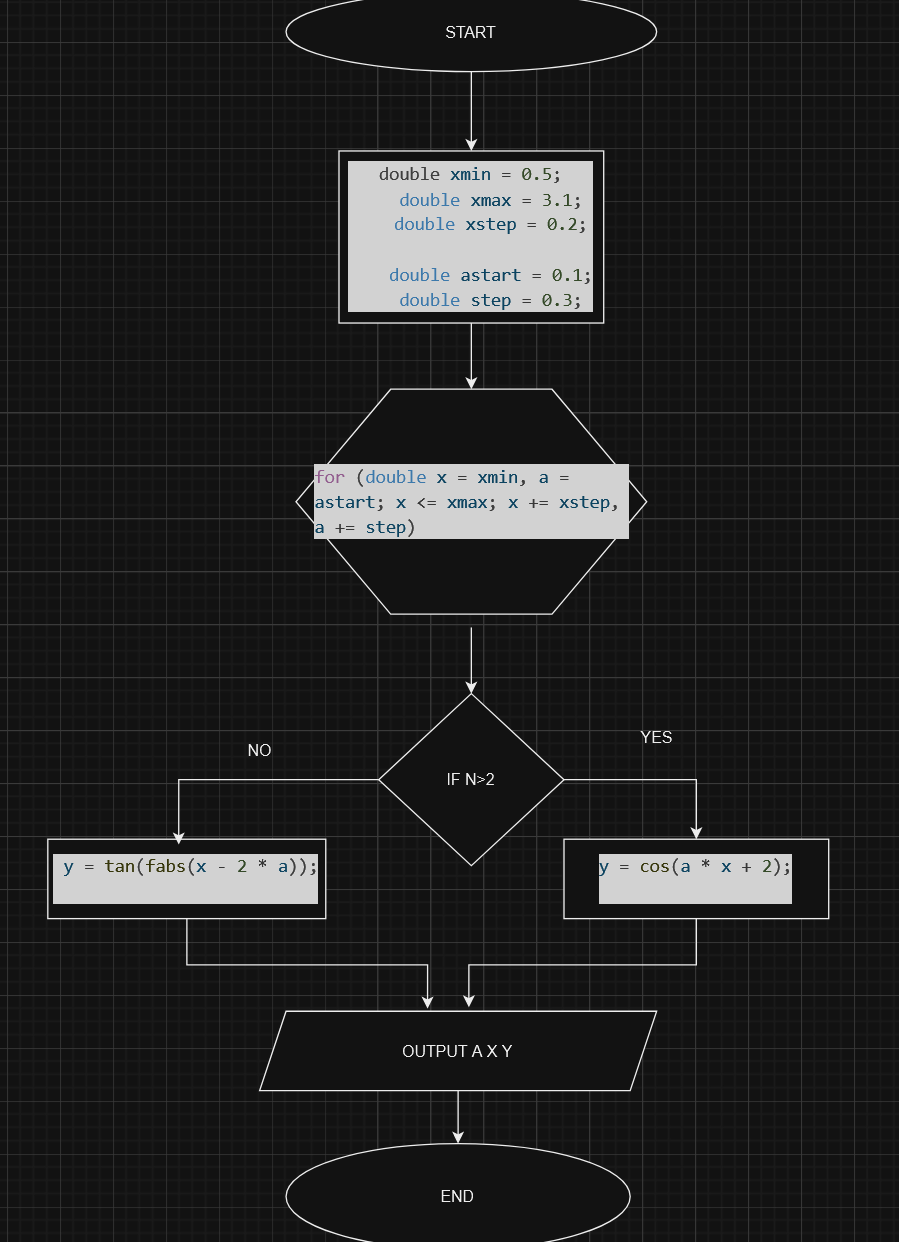 START
double xmin = 0.5;
double xmax = 3.1;
double xstep = 0.2;
double astart = 0.1;
double step = 0.3;
for (double x = xmin, a =
astart; x <= xmax; x += xstep,
a += step)
NO
YES
IF N>2
y = tan(fabs(x - 2 * a));
y = cos(a * x + 2);
OUTPUT A X Y
END